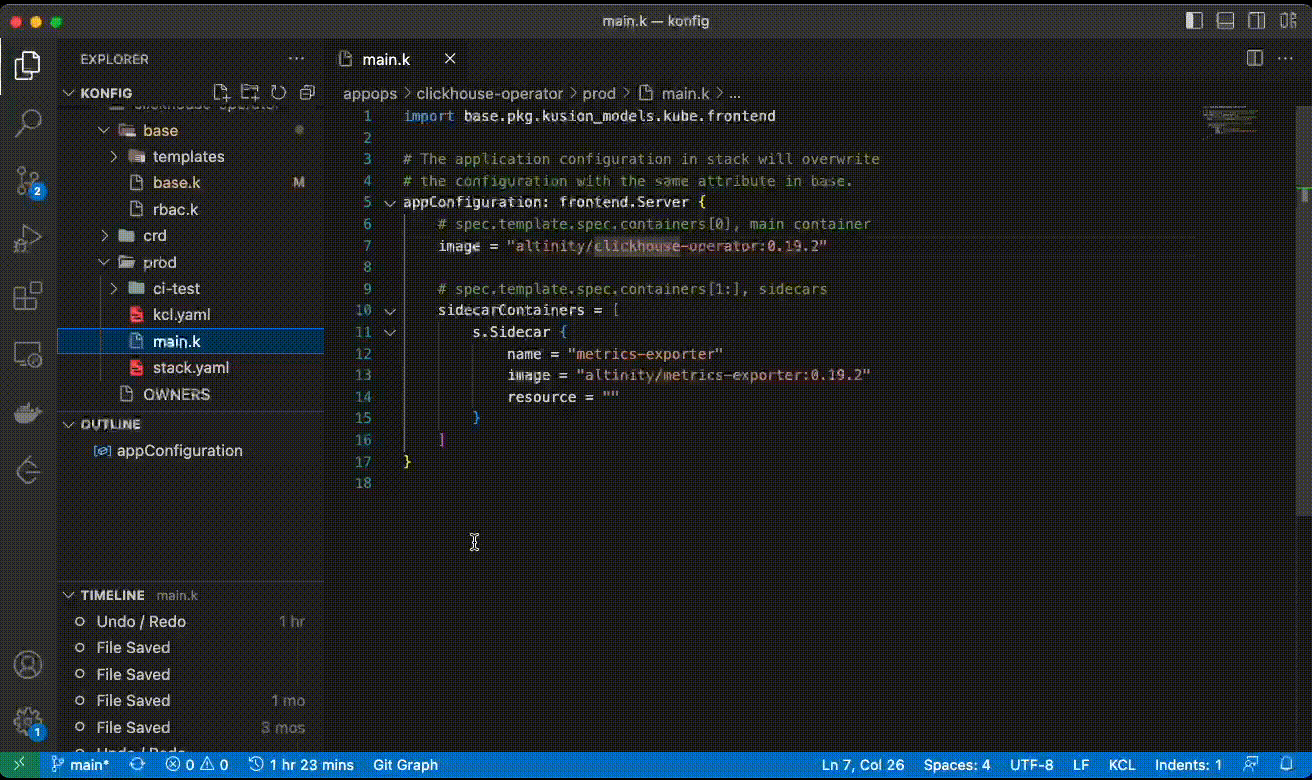 main.k — konfig
EXPLORER
main.k
KONFIG
appops > clickhouse-operator > prod > main.k > ...
clickhouse-operator
base
templates
base.k M
rbac.k
crd
prod
ci-test
kcl.yaml
main.k
stack.yaml
OWNERS
OUTLINE
appConfiguration
TIMELINE main.k
Undo / Redo 1 hr
File Saved
File Saved
File Saved 1 mo
File Saved 3 mos
Undo / Redo
1 import base.pkg.kusion_models.kube.frontend
2
3 # The application configuration in stack will overwrite
4 # the configuration with the same attribute in base.
5 appConfiguration: frontend.Server {
6 # spec.template.spec.containers[0], main container
7 image = "altinity/clickhouse-operator:0.19.2"
8
9 # spec.template.spec.containers[1:], sidecars
10 sidecarContainers = [
11 s.Sidecar {
12 name = "metrics-exporter"
13 image = "altinity/metrics-exporter:0.19.2"
14 resource = ""
15 }
16 ]
17 }
18
2
1
main* 0 0 1 hr 23 mins Git Graph Ln 7, Col 26 Spaces: 4 UTF-8 LF KCL Indents: 1